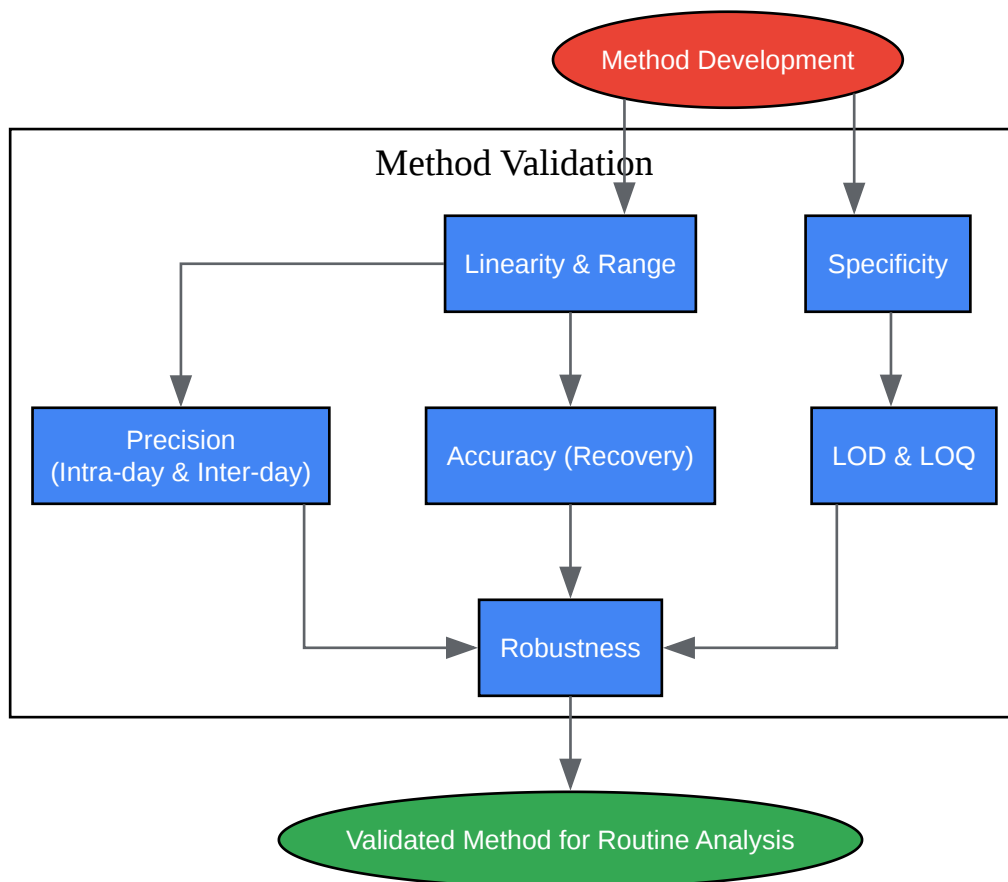 Method Development
Method Validation
Linearity & Range
Specificity
Precision
(Intra-day & Inter-day)
Accuracy (Recovery)
LOD & LOQ
Robustness
Validated Method for Routine Analysis